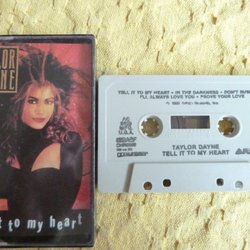 LOR
NE
t to my heart
TELL IT TO MY HEART • IN THE DARKNESS • DON'T RUN
I'LL ALWAYS LOVE YOU • PROVE YOUR LOVE
U.S.A.
TAYLOR DAYNE
TELL IT TO MY HEART